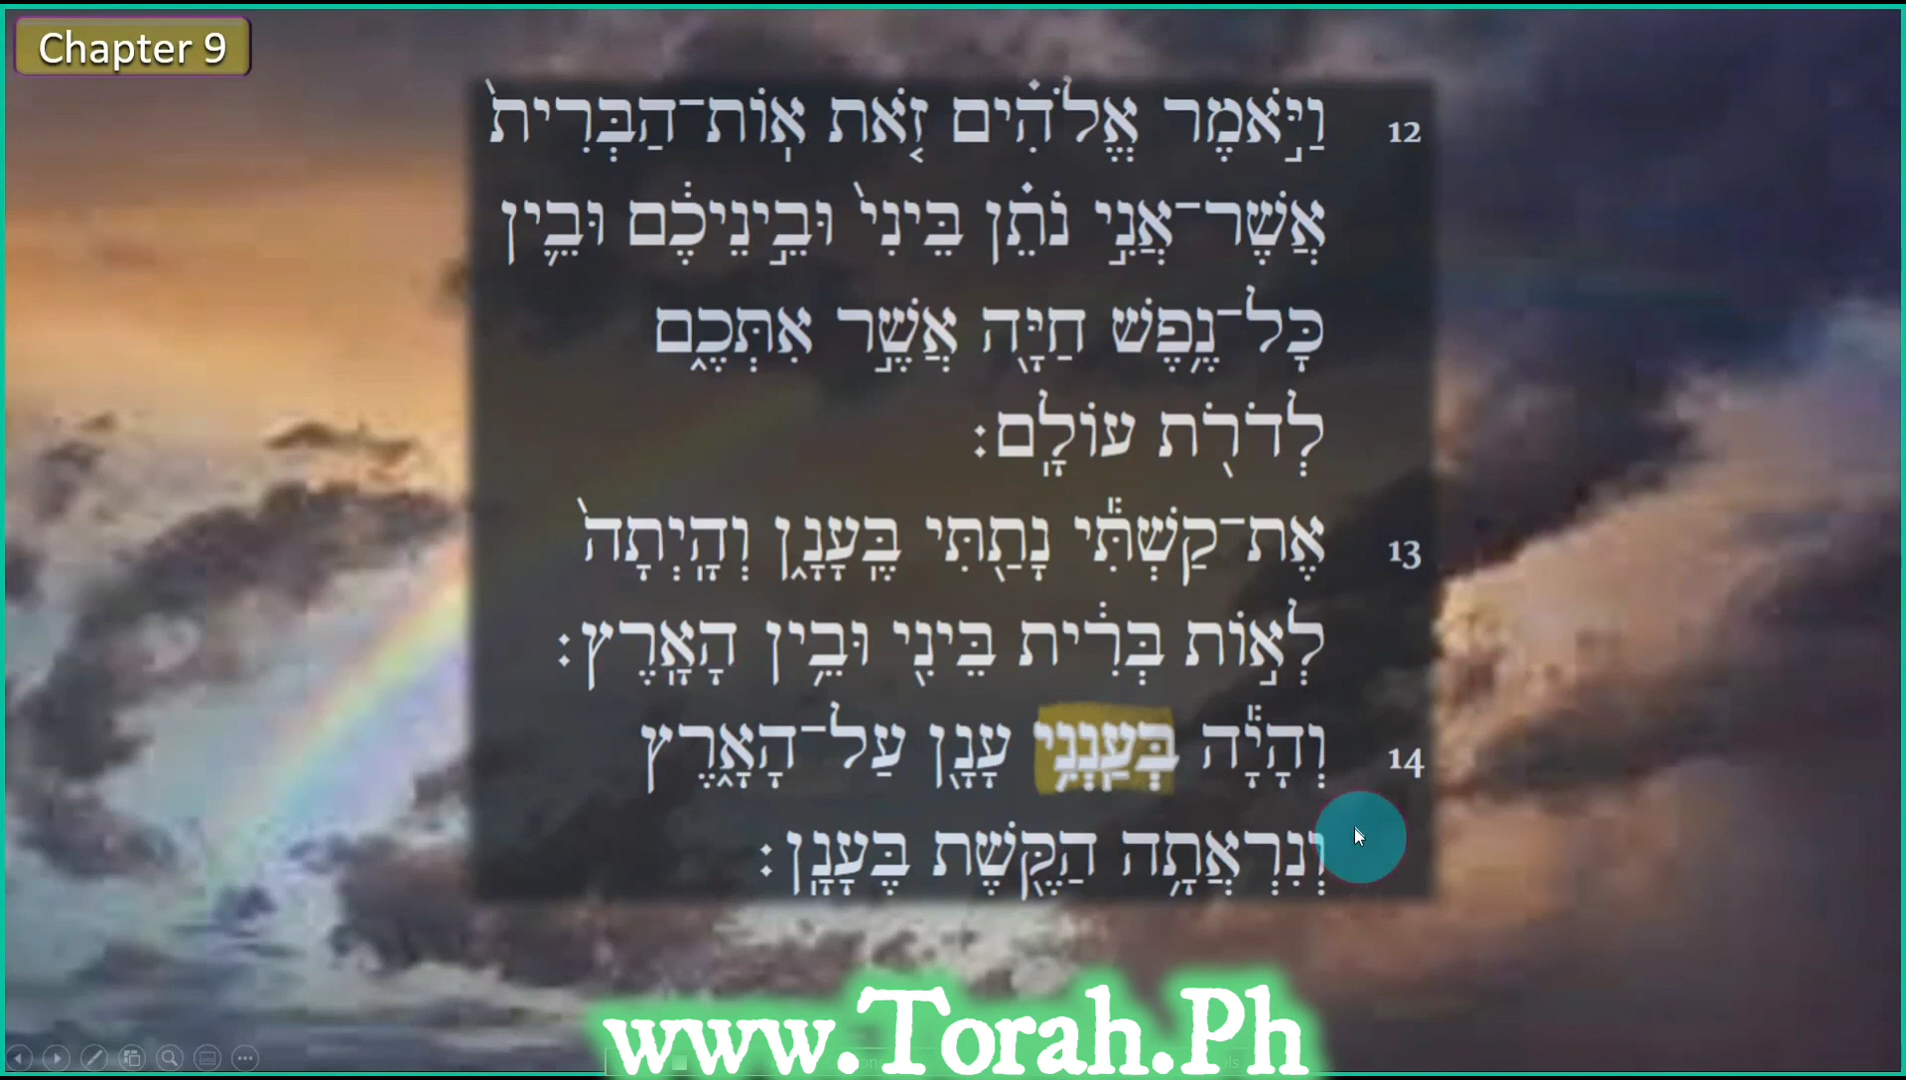 Chapter 9
12 וַיֹּ֣אמֶר אֱלֹהִ֗ים זֹ֤את אֽוֹת־הַבְּרִית֙
אֲשֶׁר־אֲנִ֣י נֹתֵ֗ן בֵּינִי֙ וּבֵ֣ינֵיכֶ֔ם וּבֵ֛ין
כׇּל־נֶ֥פֶשׁ חַיָּ֖ה אֲשֶׁ֣ר אִתְּכֶ֑ם
לְדֹרֹ֖ת עוֹלָֽם׃
13 אֶת־קַשְׁתִּ֕י נָתַ֖תִּי בֶּֽעָנָ֑ן וְהָֽיְתָה֙
לְא֣וֹת בְּרִ֔ית בֵּינִ֖י וּבֵ֥ין הָאָֽרֶץ׃
14 וְהָיָ֕ה בְּעַֽנְנִ֥י עָנָ֖ן עַל־הָאָ֑רֶץ
וְנִרְאֲתָ֥ה הַקֶּ֖שֶׁת בֶּעָנָֽן׃
www.Torah.Ph